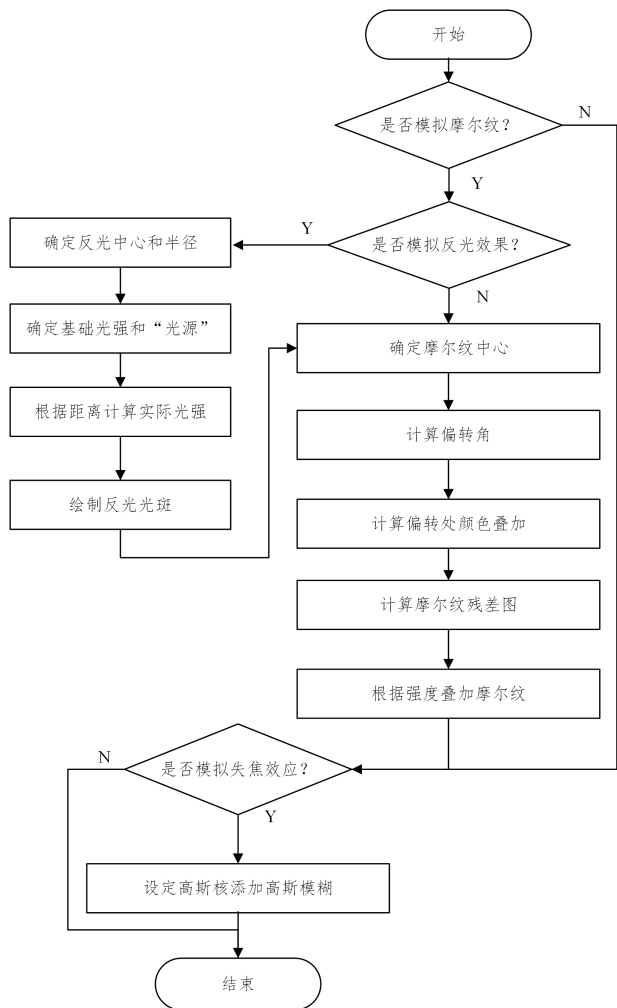 开始
是否模拟摩尔纹？
N
Y
是否模拟反光效果？
Y
N
确定反光中心和半径
确定基础光强和“光源”
根据距离计算实际光强
绘制反光光斑
确定摩尔纹中心
计算偏转角
计算偏转处颜色叠加
计算摩尔纹残差图
根据强度叠加摩尔纹
是否模拟失焦效应？
N
Y
设定高斯核添加高斯模糊
结束